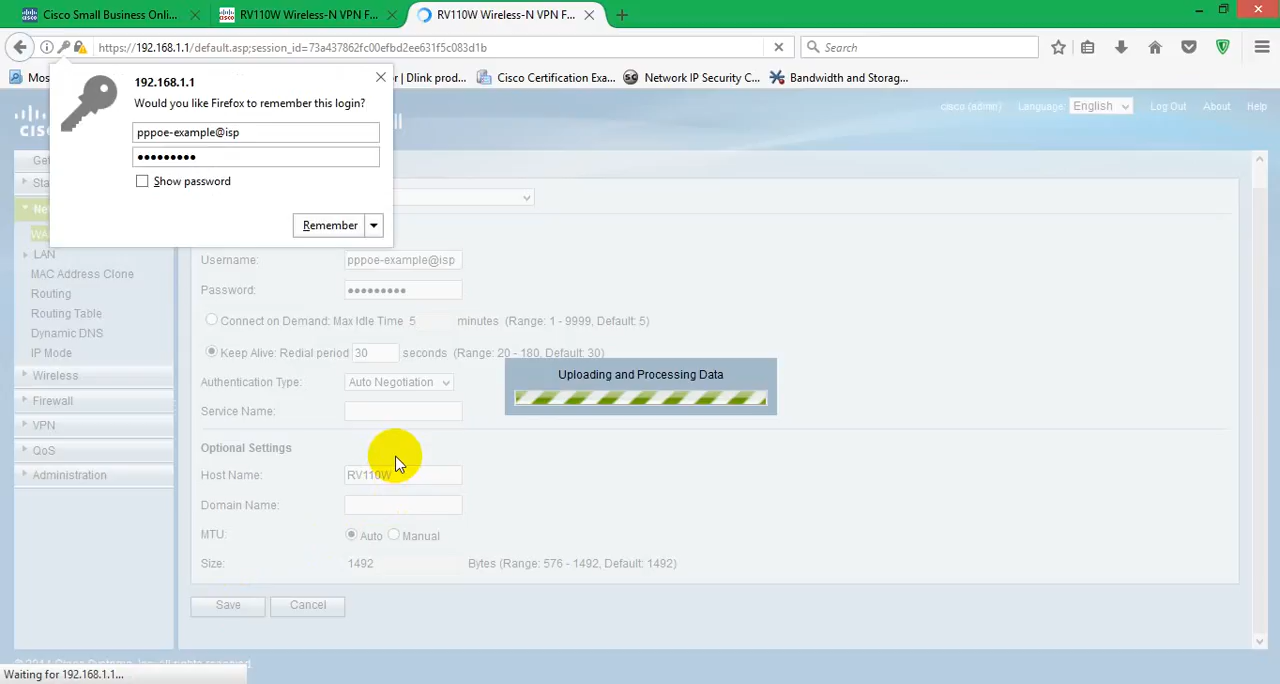 Cisco Small Business Onli...
RV110W Wireless-N VPN F...
RV110W Wireless-N VPN F...
https://192.168.1.1/default.asp;session_id=73a437862fc00efbd2ee631f5c083d1b
Search
Mos
r | Dlink prod...
Cisco Certification Exa...
Network IP Security C...
Bandwidth and Storag...
192.168.1.1
Would you like Firefox to remember this login?
pppoe-example@isp
●●●●●●●●●
Show password
Remember
cisco (admin)
Language:
English
Log Out
About
Help
Ge
Sta
Ne
WA
LAN
MAC Address Clone
Routing
Routing Table
Dynamic DNS
IP Mode
Wireless
Firewall
VPN
QoS
Administration
Username:
pppoe-example@isp
Password:
●●●●●●●●●
Connect on Demand: Max Idle Time 5 minutes (Range: 1 - 9999, Default: 5)
Keep Alive: Redial period 30 seconds (Range: 20 - 180, Default: 30)
Authentication Type: Auto Negotiation
Service Name:
Uploading and Processing Data
Optional Settings
Host Name: RV110W
Domain Name:
MTU: Auto Manual
Size: 1492 Bytes (Range: 576 - 1492, Default: 1492)
Save
Cancel
Waiting for 192.168.1.1...